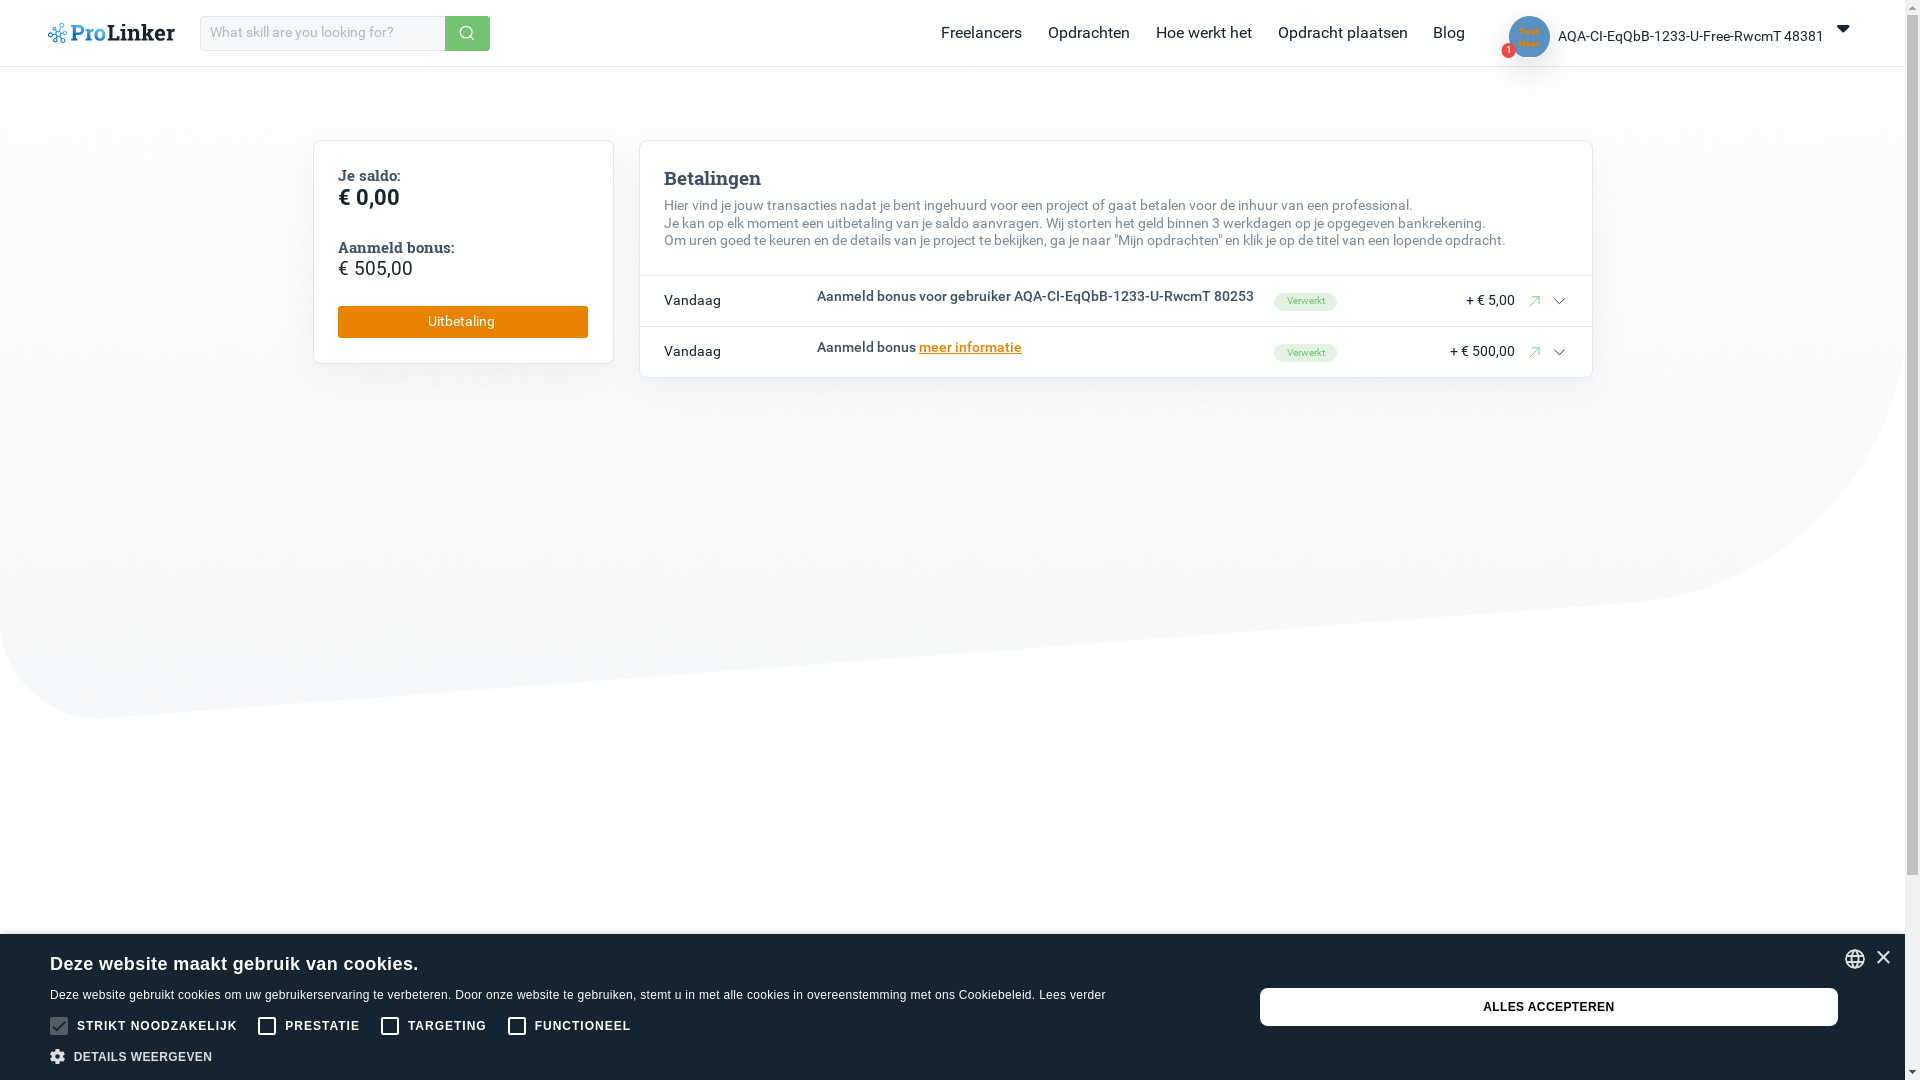 ProLinker
What skill are you looking for?
Freelancers
Opdrachten
Hoe werkt het
Opdracht plaatsen
Blog
Test
User
1
AQA-CI-EqQbB-1233-U-Free-RwcmT 48381
Je saldo:
€ 0,00
Aanmeld bonus:
€ 505,00
Uitbetaling
Betalingen
Hier vind je jouw transacties nadat je bent ingehuurd voor een project of gaat betalen voor de inhuur van een professional.
Je kan op elk moment een uitbetaling van je saldo aanvragen. Wij storten het geld binnen 3 werkdagen op je opgegeven bankrekening.
Om uren goed te keuren en de details van je project te bekijken, ga je naar "Mijn opdrachten" en klik je op de titel van een lopende opdracht.
Vandaag Aanmeld bonus voor gebruiker AQA-CI-EqQbB-1233-U-RwcmT 80253 Verwerkt + € 5,00
Vandaag Aanmeld bonus meer informatie Verwerkt + € 500,00
Deze website maakt gebruik van cookies.
Deze website gebruikt cookies om uw gebruikerservaring te verbeteren. Door onze website te gebruiken, stemt u in met alle cookies in overeenstemming met ons Cookiebeleid. Lees verder
STRIKT NOODZAKELIJK PRESTATIE TARGETING FUNCTIONEEL
DETAILS WEERGEVEN
ALLES ACCEPTEREN